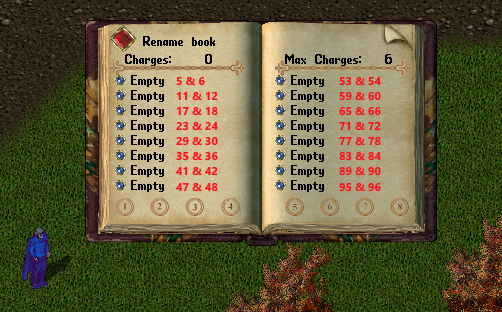 Rename book
Charges: 0
Empty 5 & 6
Empty 11 & 12
Empty 17 & 18
Empty 23 & 24
Empty 29 & 30
Empty 35 & 36
Empty 41 & 42
Empty 47 & 48
1 2 3 4
Max Charges: 6
Empty 53 & 54
Empty 59 & 60
Empty 65 & 66
Empty 71 & 72
Empty 77 & 78
Empty 83 & 84
Empty 89 & 90
Empty 95 & 96
5 6 7 8